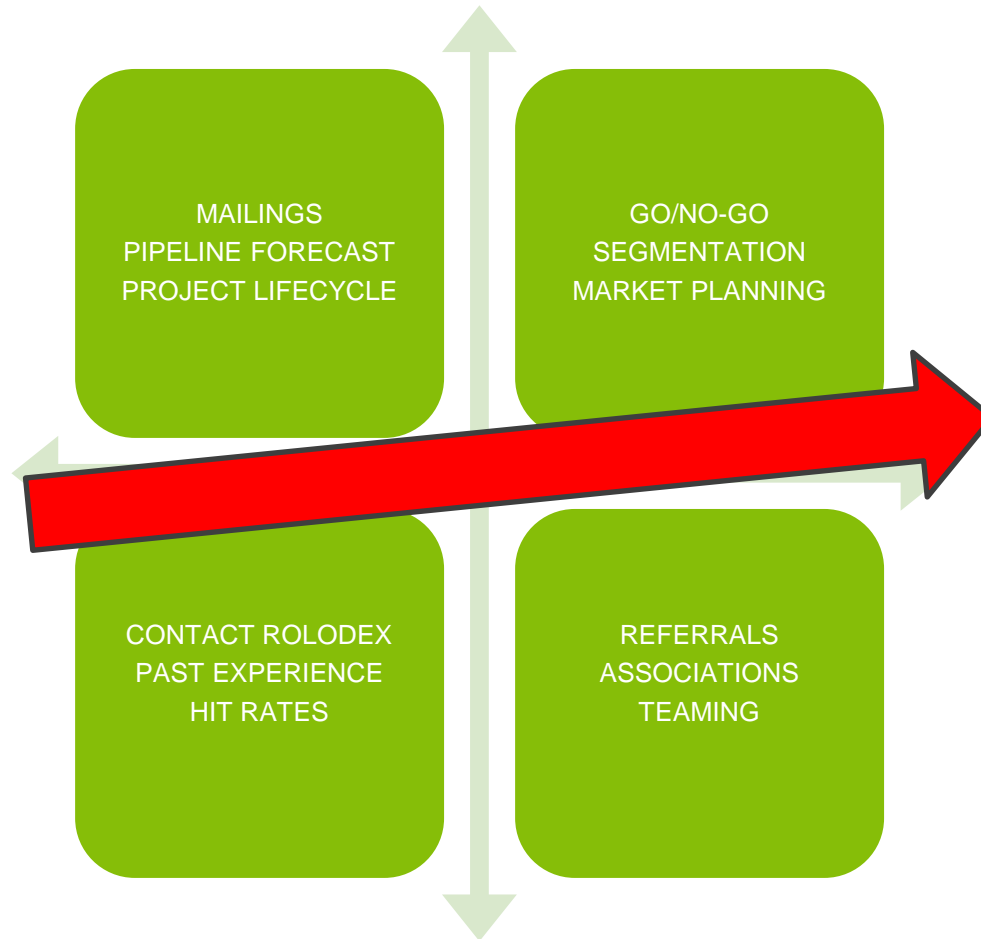 MAILINGS
PIPELINE FORECAST
PROJECT LIFECYCLE
GO/NO-GO
SEGMENTATION
MARKET PLANNING
CONTACT ROLODEX
PAST EXPERIENCE
HIT RATES
REFERRALS
ASSOCIATIONS
TEAMING